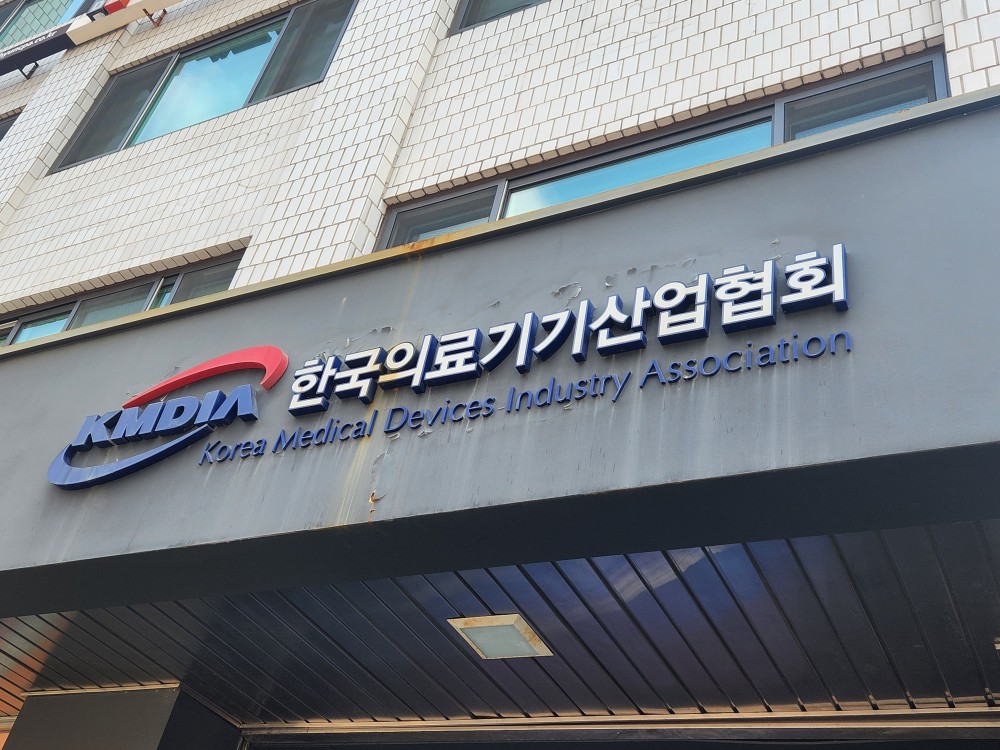 KMDIA
한국의료기기산업협회
Korea Medical Devices Industry Association